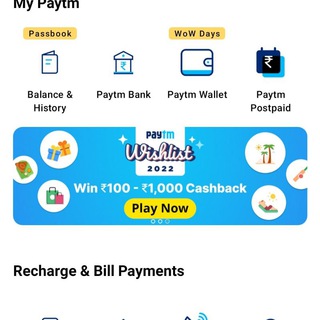 My Paytm
Passbook
WoW Days
Balance &
History
Paytm Bank
Paytm Wallet
₹
Paytm
Postpaid
paytm
Wishlist
2022
Win ₹100 - ₹1,000 Cashback
Play Now
Recharge & Bill Payments